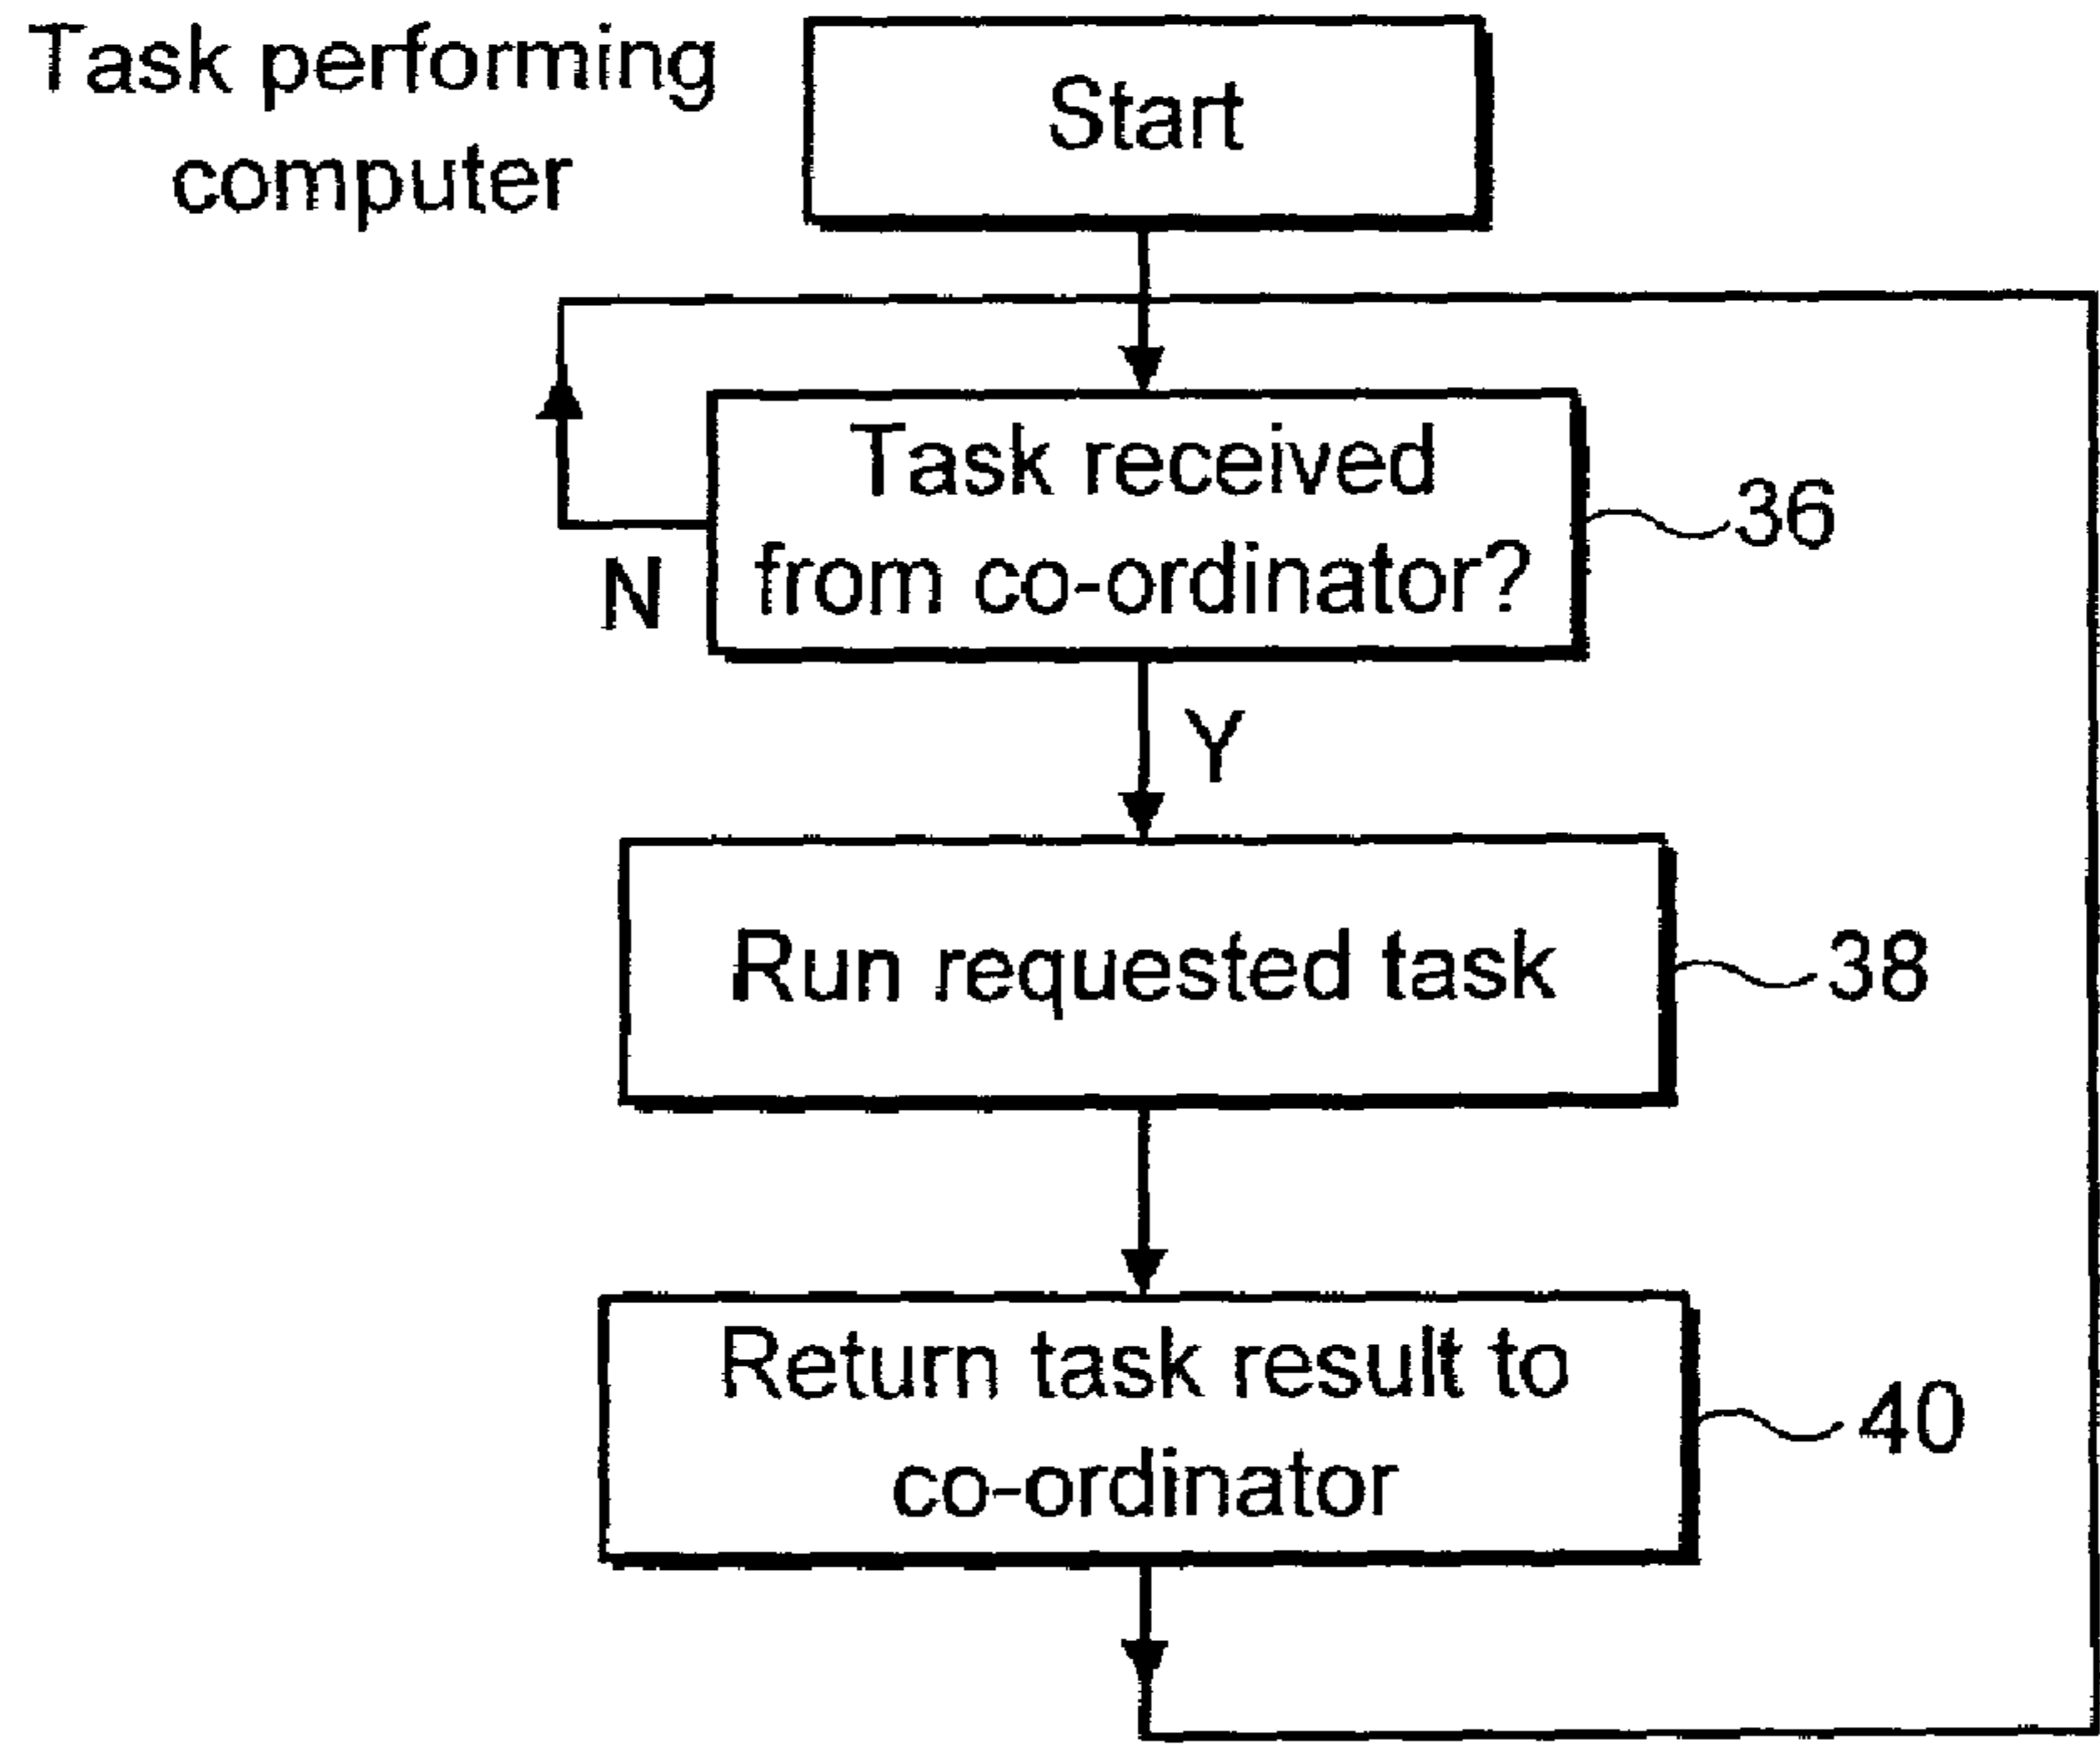 Task performing
computer
Start
Task received
from co-ordinator?
36
N
Y
Run requested task
38
Return task result to
co-ordinator
40